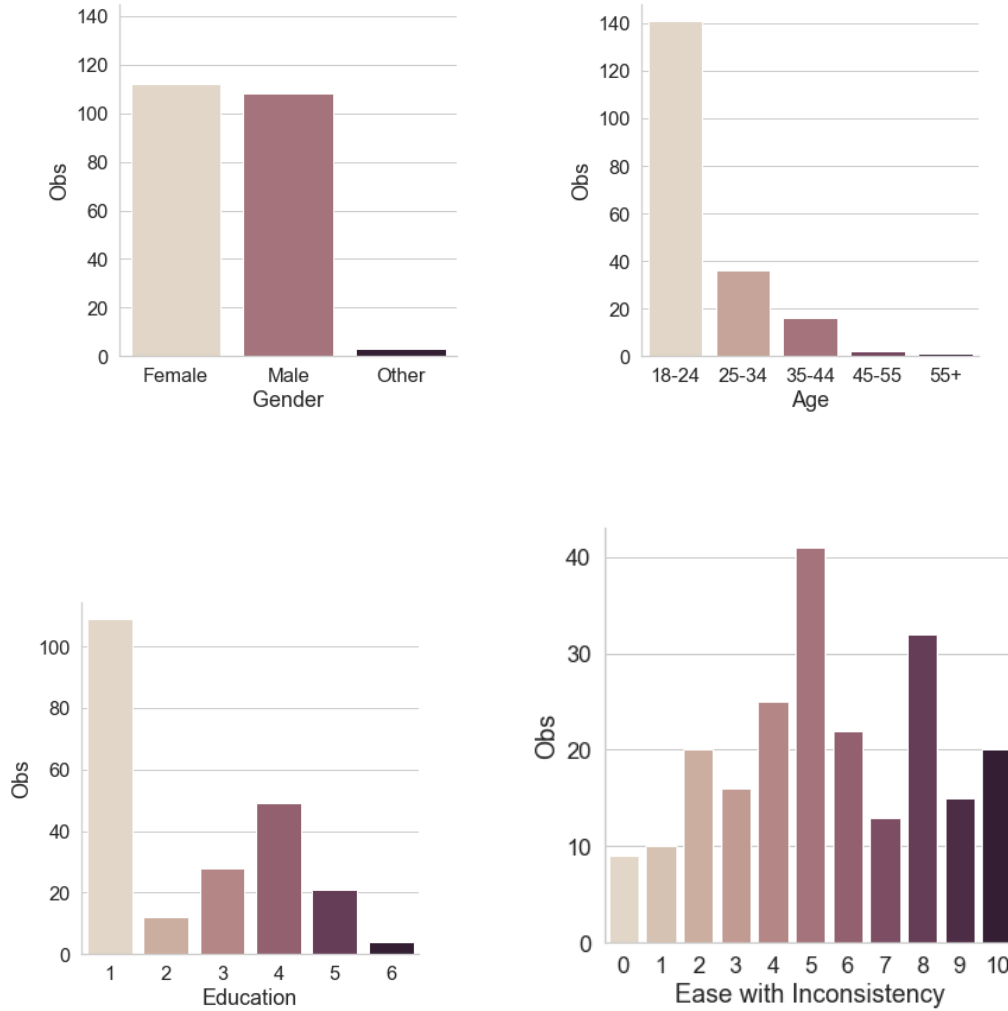 140
120
100
80
60
40
20
0
Obs
Female Male Other
Gender
140
120
100
80
60
40
20
0
Obs
18-24 25-34 35-44 45-55 55+
Age
100
80
60
40
20
0
Obs
1 2 3 4 5 6
Education
40
30
20
10
0
Obs
0 1 2 3 4 5 6 7 8 9 10
Ease with Inconsistency